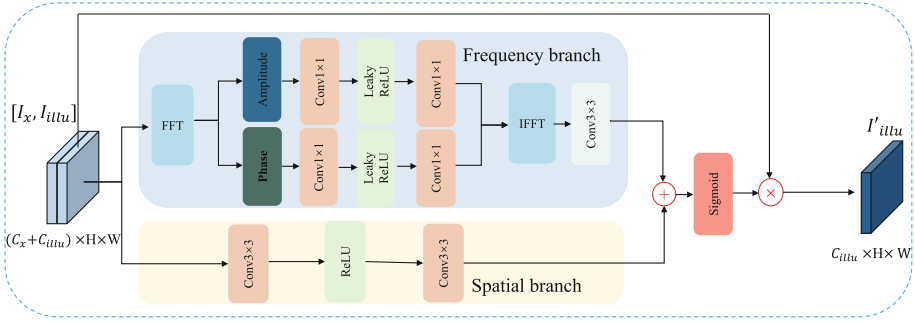 Frequency branch
[I_x, I_illu]
FFT
Amplitude
Conv1×1
Leaky
ReLU
Conv1×1
Phase
Conv1×1
Leaky
ReLU
Conv1×1
IFFT
Conv3×3
+
Sigmoid
×
I'_illu
(C_x+C_illu) ×H×W
C_illu ×H× W
Conv3×3
ReLU
Conv3×3
Spatial branch